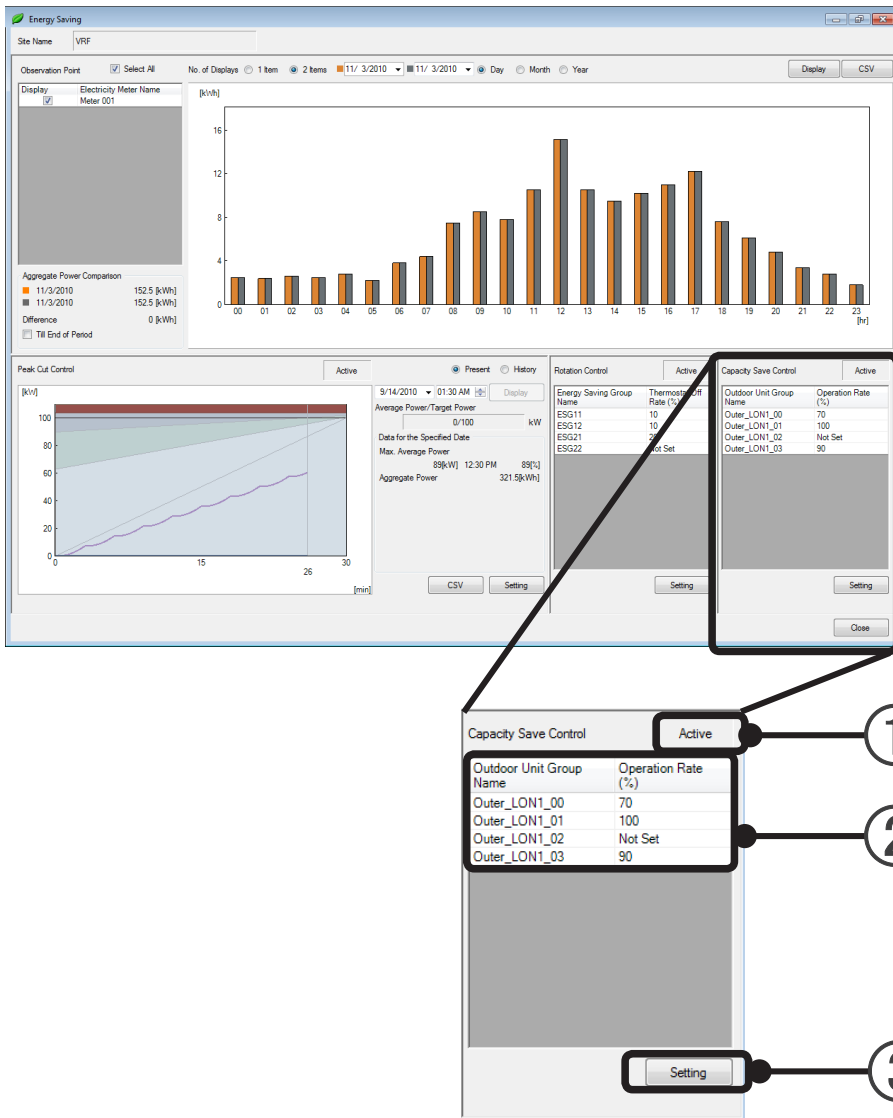 Energy Saving
Site Name VRF
Observation Point Select All No. of Displays 1 Item 2 Items 11/ 3/2010 11/ 3/2010 Day Month Year Display CSV
Display Electricity Meter Name
Meter 001
[kWh]
16
12
8
4
0
00 01 02 03 04 05 06 07 08 09 10 11 12 13 14 15 16 17 18 19 20 21 22 23
[hr]
Aggregate Power Comparison
11/3/2010 152.5 [kWh]
11/3/2010 152.5 [kWh]
Difference 0 [kWh]
Till End of Period
Peak Cut Control Active Present History
[kW]
100
80
60
40
20
0
0 15 26 30
[min]
9/14/2010 01:30 AM Display
Average Power/Target Power
0/100 kW
Data for the Specified Date
Max. Average Power
89[kW] 12:30 PM 89[%]
Aggregate Power 321.5[kWh]
CSV Setting
Rotation Control Active
Energy Saving Group Name Thermostat Off Rate (%)
ESG11 10
ESG12 10
ESG21 20
ESG22 Not Set
Setting
Capacity Save Control Active
Outdoor Unit Group Name Operation Rate (%)
Outer_LON1_00 70
Outer_LON1_01 100
Outer_LON1_02 Not Set
Outer_LON1_03 90
Setting
Close
Capacity Save Control Active 1
Outdoor Unit Group Operation Rate
Name (%)
Outer_LON1_00 70
Outer_LON1_01 100
Outer_LON1_02 Not Set
Outer_LON1_03 90
2
Setting 3